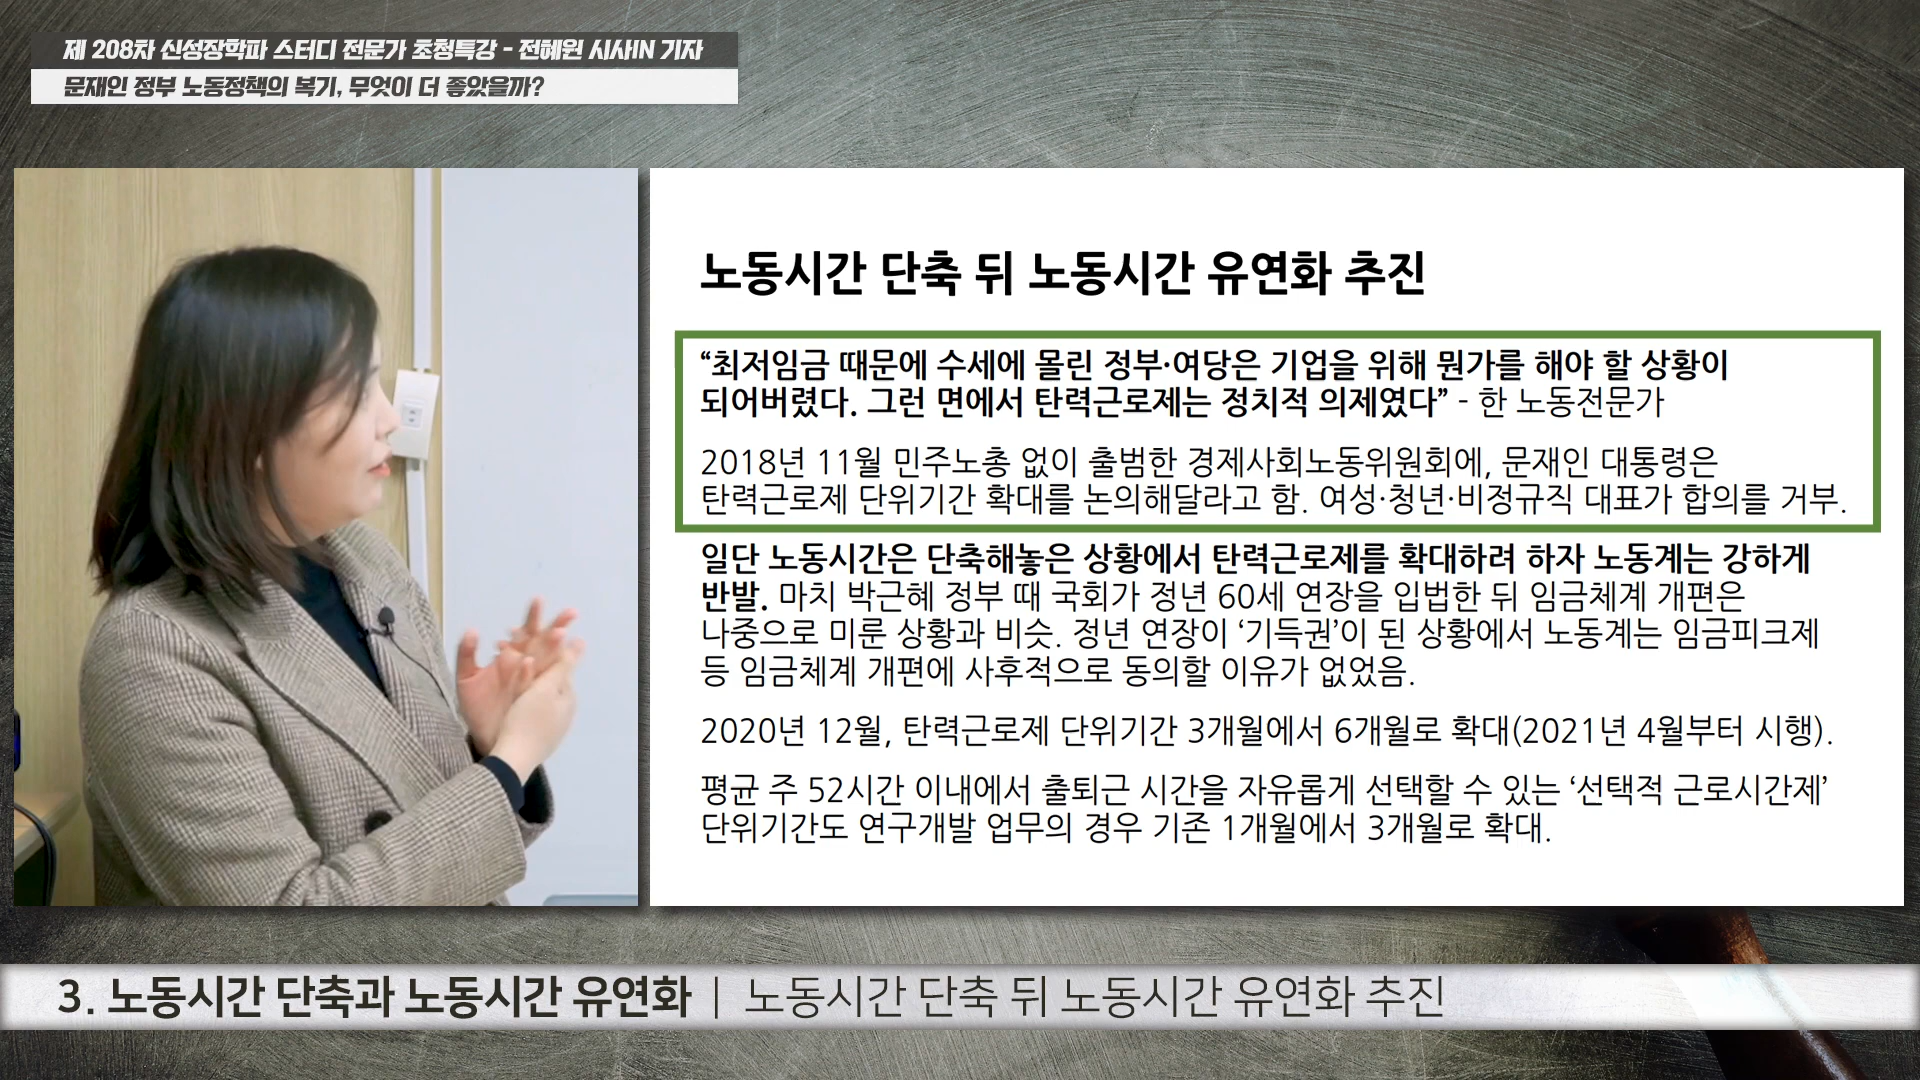 제 208차 신성장학파 스터디 전문가 초청특강 - 전혜원 시사IN 기자
문재인 정부 노동정책의 복기, 무엇이 더 좋았을까?
노동시간 단축 뒤 노동시간 유연화 추진
“최저임금 때문에 수세에 몰린 정부·여당은 기업을 위해 뭔가를 해야 할 상황이
되어버렸다. 그런 면에서 탄력근로제는 정치적 의제였다” - 한 노동전문가
2018년 11월 민주노총 없이 출범한 경제사회노동위원회에, 문재인 대통령은
탄력근로제 단위기간 확대를 논의해달라고 함. 여성·청년·비정규직 대표가 합의를 거부.
일단 노동시간은 단축해놓은 상황에서 탄력근로제를 확대하려 하자 노동계는 강하게
반발. 마치 박근혜 정부 때 국회가 정년 60세 연장을 입법한 뒤 임금체계 개편은
나중으로 미룬 상황과 비슷. 정년 연장이 ‘기득권’이 된 상황에서 노동계는 임금피크제
등 임금체계 개편에 사후적으로 동의할 이유가 없었음.
2020년 12월, 탄력근로제 단위기간 3개월에서 6개월로 확대(2021년 4월부터 시행).
평균 주 52시간 이내에서 출퇴근 시간을 자유롭게 선택할 수 있는 ‘선택적 근로시간제’
단위기간도 연구개발 업무의 경우 기존 1개월에서 3개월로 확대.
3. 노동시간 단축과 노동시간 유연화 | 노동시간 단축 뒤 노동시간 유연화 추진